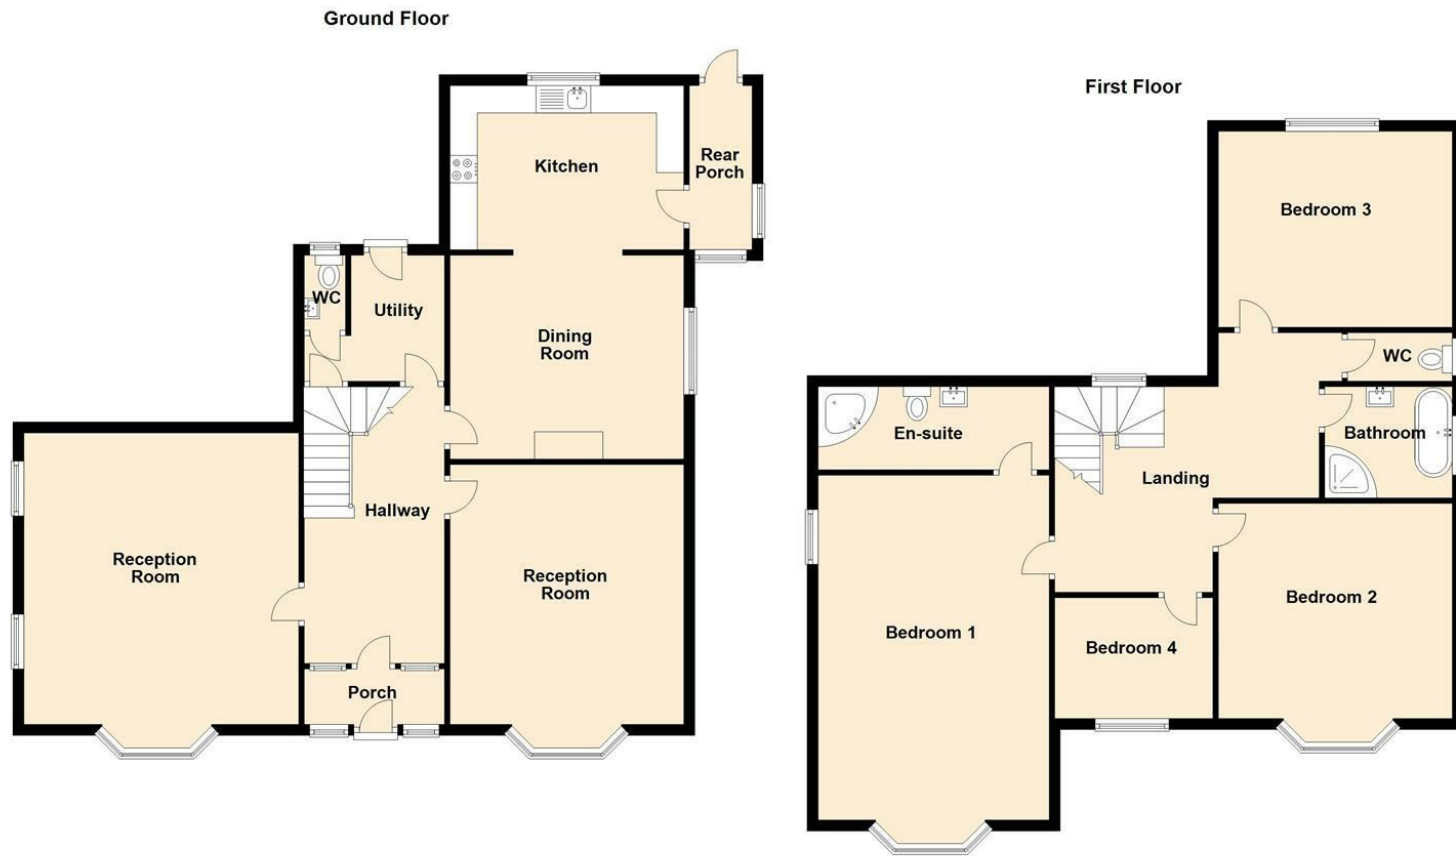 Ground Floor
Kitchen
Rear
Porch
WC
Utility
Dining
Room
Hallway
Reception
Room
Reception
Room
Porch
First Floor
Bedroom 3
WC
En-suite
Bathroom
Landing
Bedroom 1
Bedroom 2
Bedroom 4